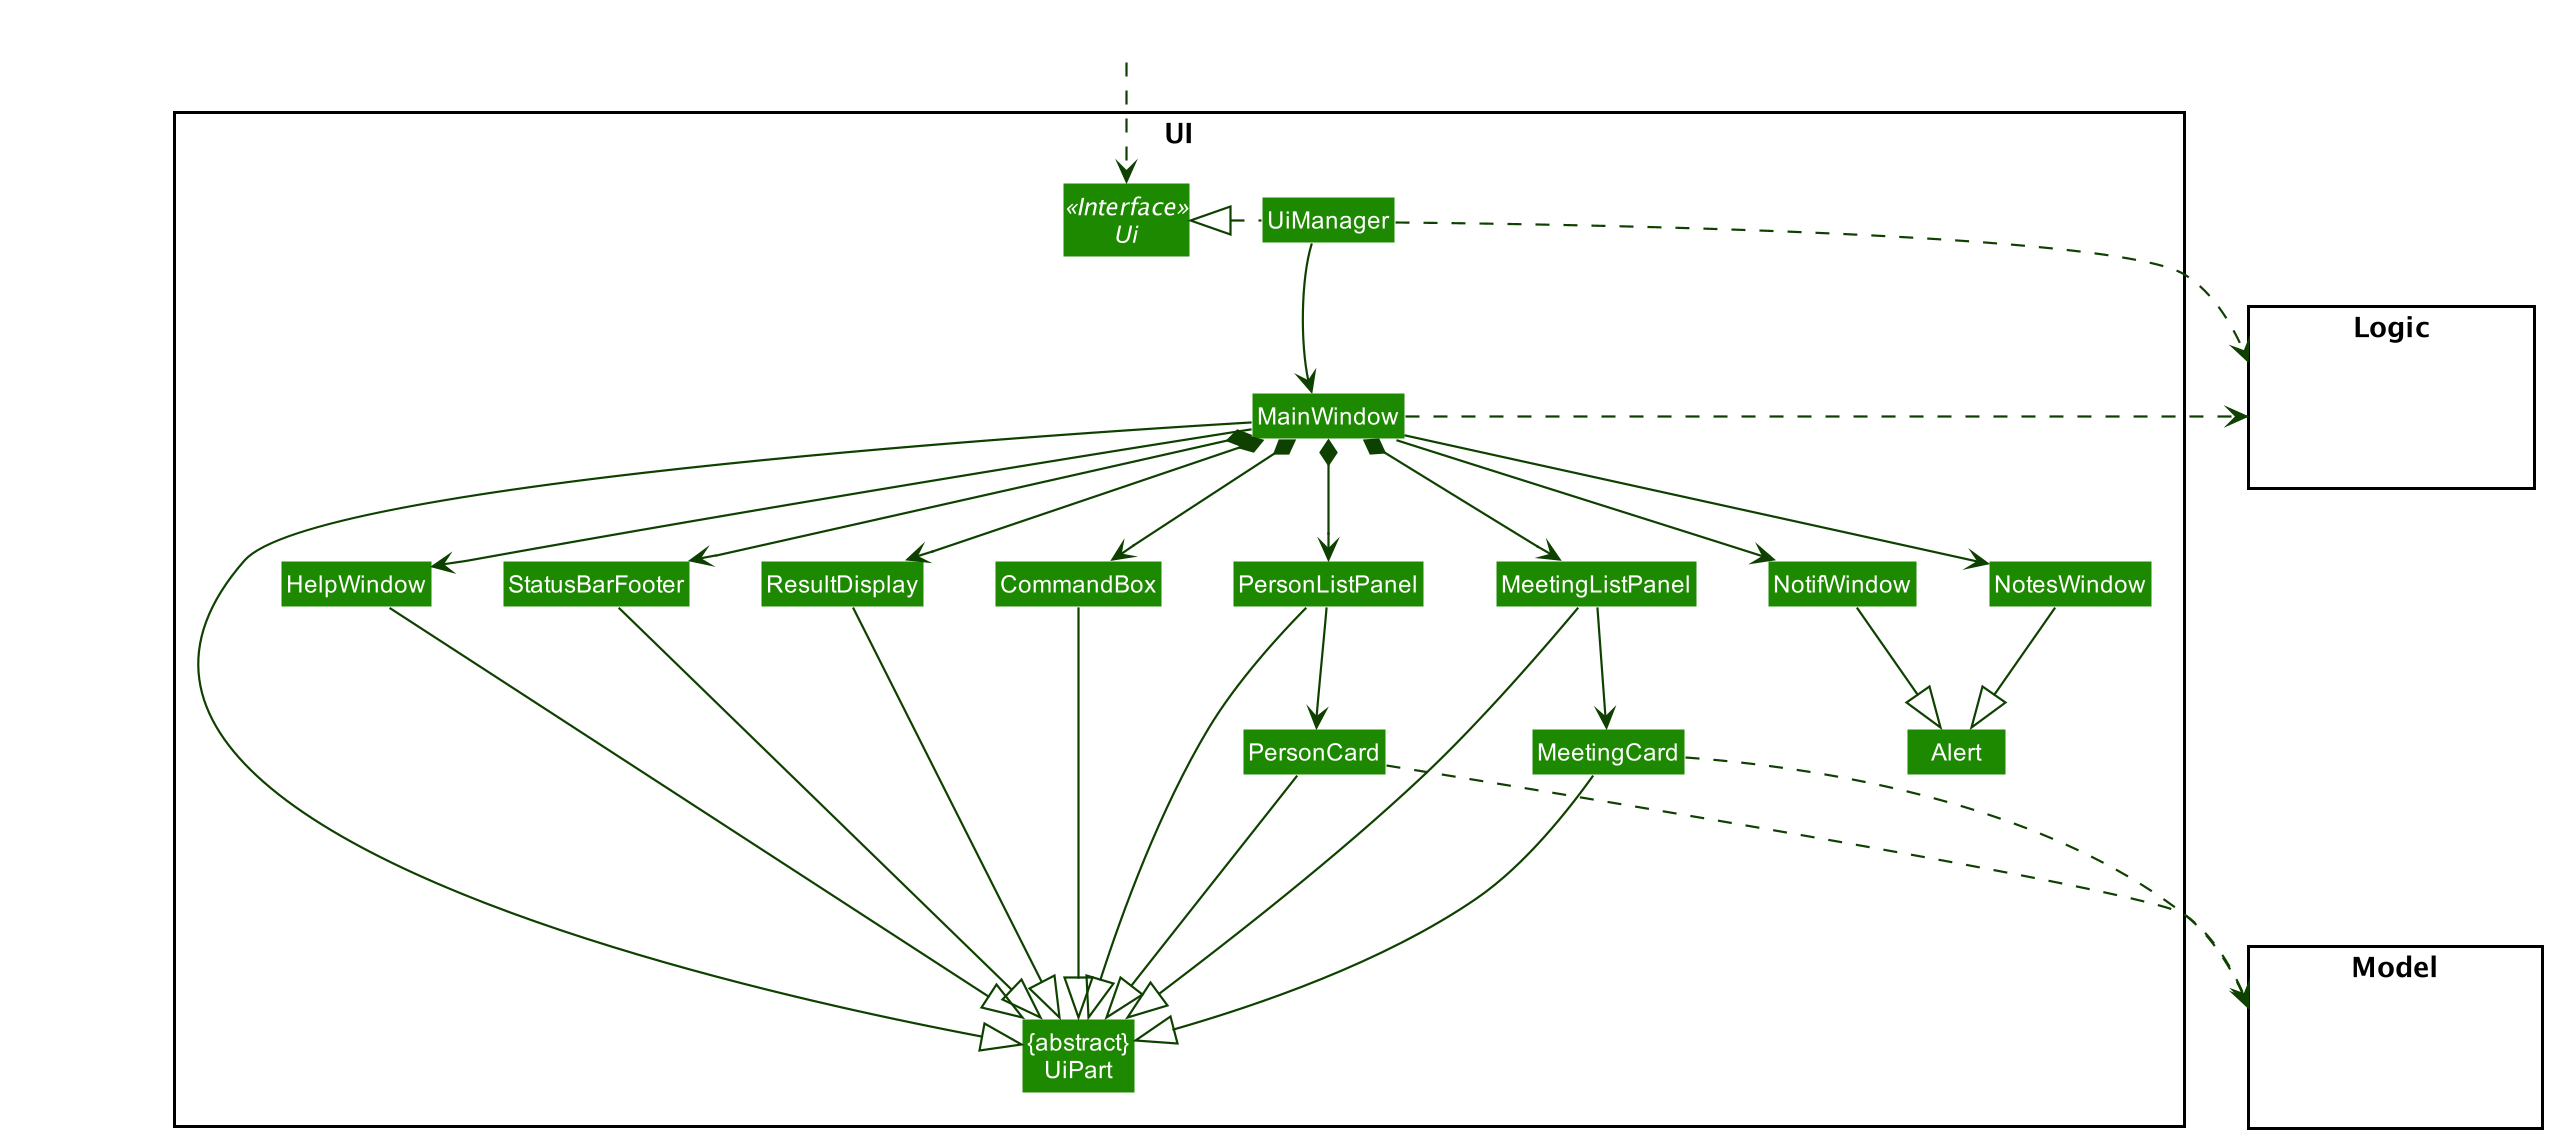 UI
«Interface»
Ui
UiManager
Logic
MainWindow
HelpWindow
StatusBarFooter
ResultDisplay
CommandBox
PersonListPanel
MeetingListPanel
NotifWindow
NotesWindow
PersonCard
MeetingCard
Alert
Model
{abstract}
UiPart